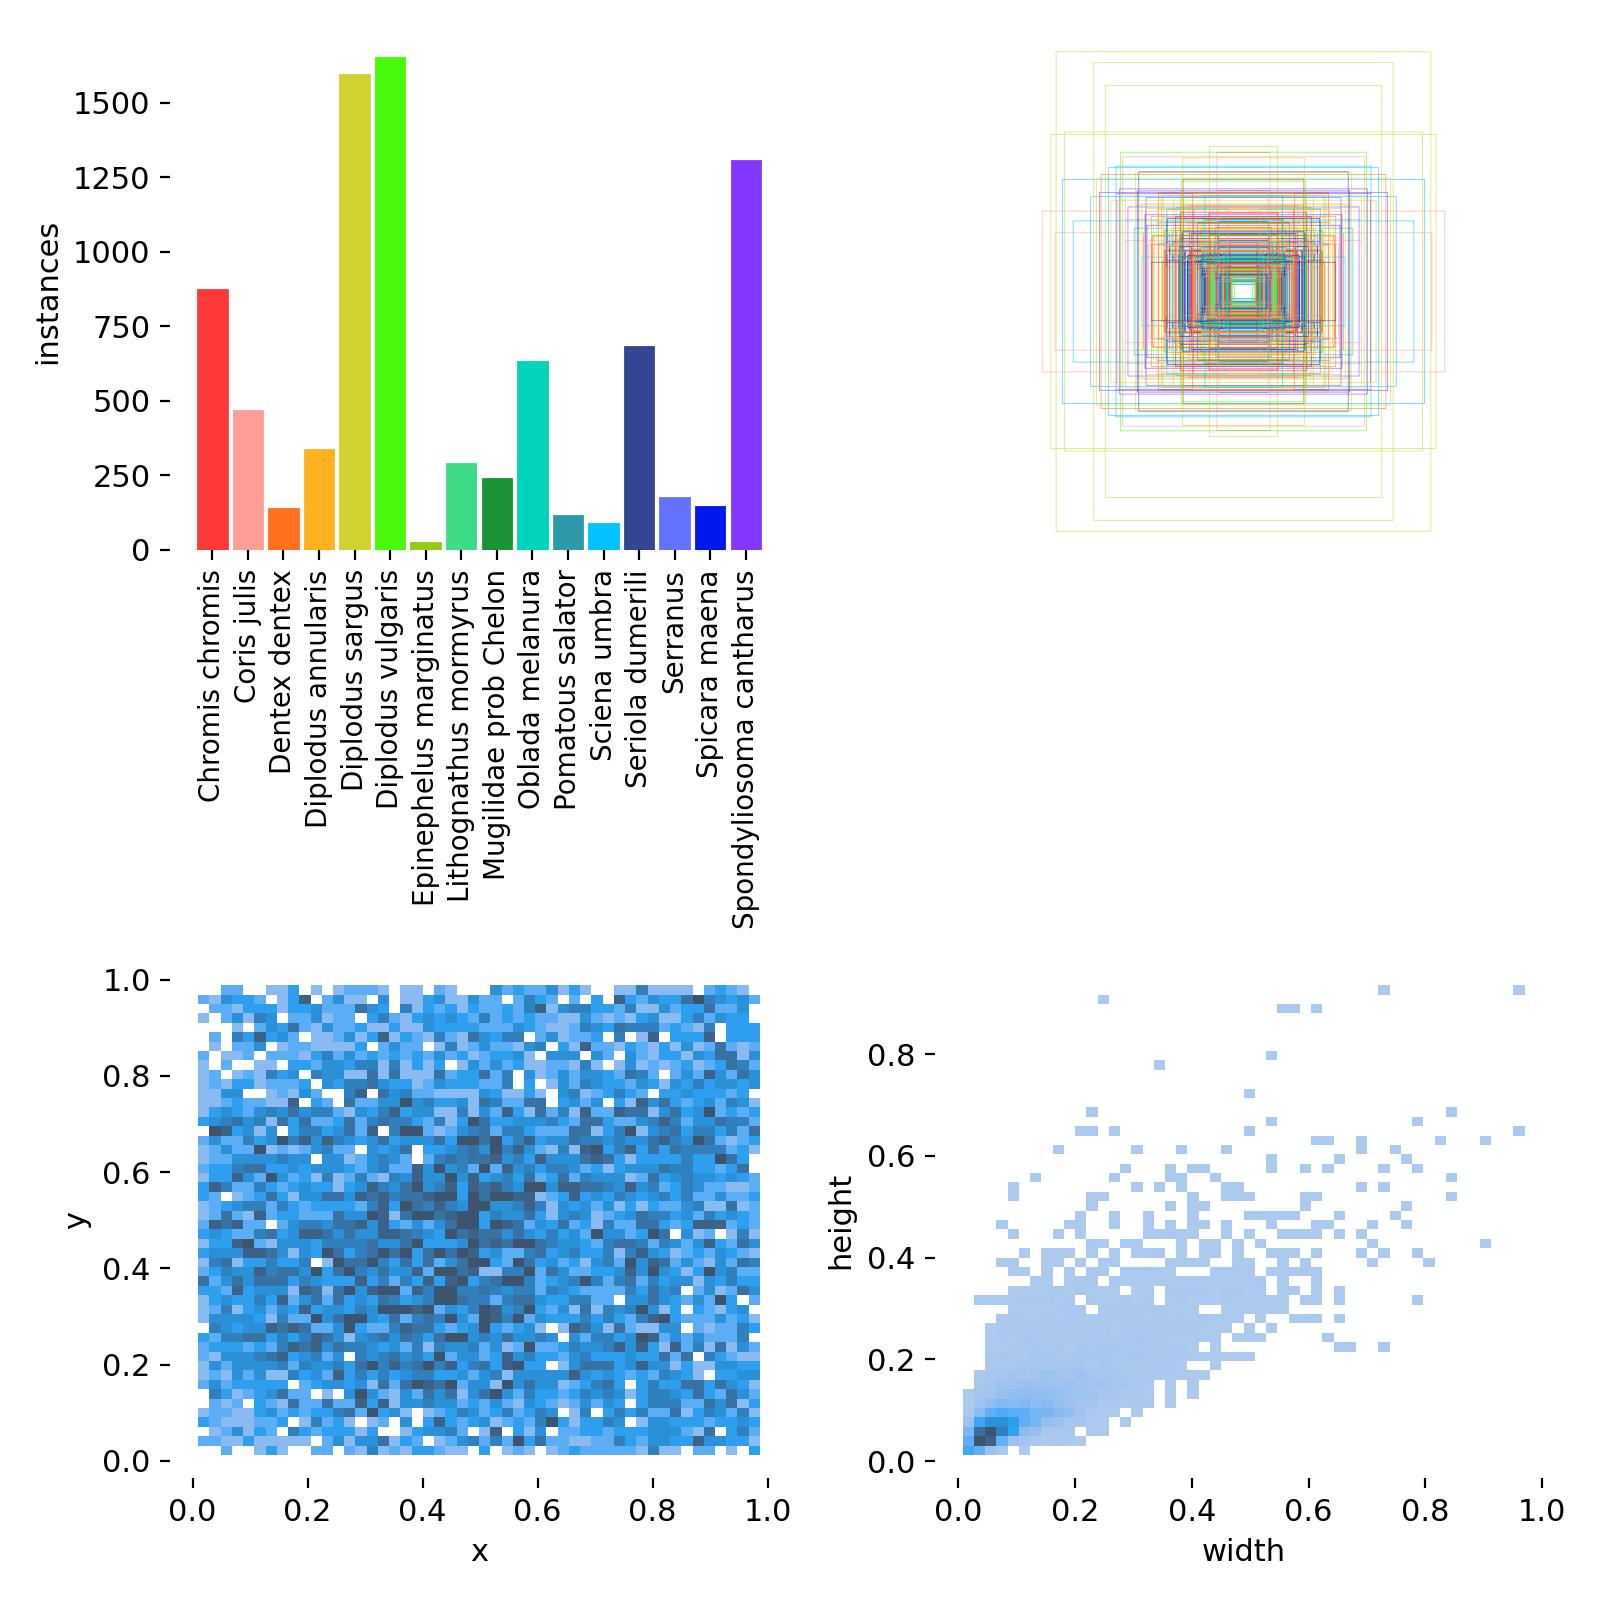 1500
1250
1000
750
500
250
0
instances
Chromis chromis
Coris julis
Dentex dentex
Diplodus annularis
Diplodus sargus
Diplodus vulgaris
Epinephelus marginatus
Lithognathus mormyrus
Mugilidae prob Chelon
Oblada melanura
Pomatous salator
Sciena umbra
Seriola dumerili
Serranus
Spicara maena
Spondyliosoma cantharus
1.0
0.8
0.6
0.4
0.2
0.0
y
0.0 0.2 0.4 0.6 0.8 1.0
x
0.8
0.6
0.4
0.2
0.0
height
0.0 0.2 0.4 0.6 0.8 1.0
width